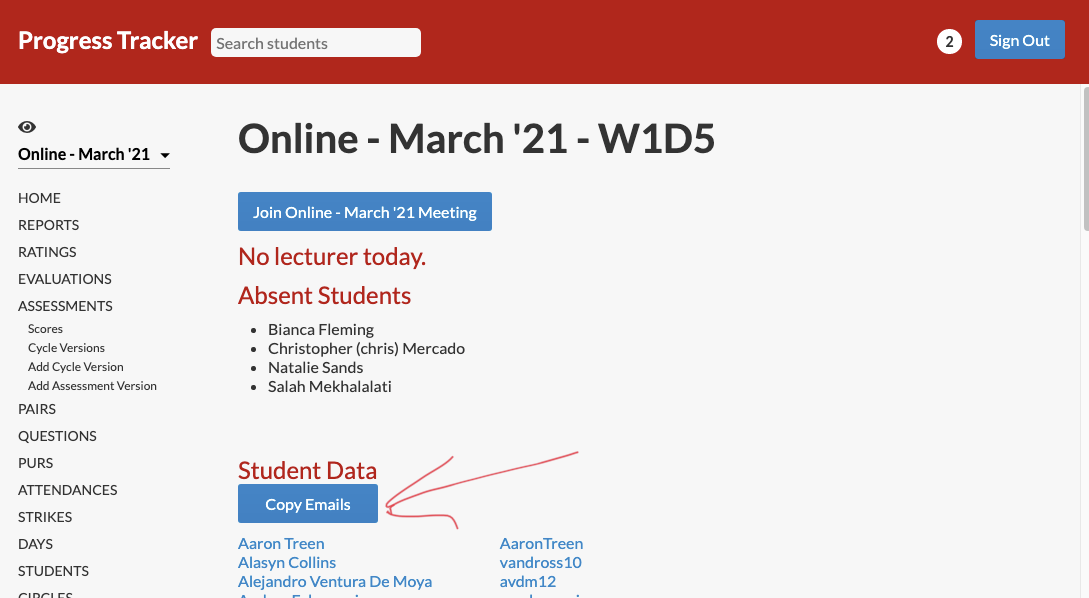 Progress Tracker Search students 2 Sign Out
Online - March '21
HOME
REPORTS
RATINGS
EVALUATIONS
ASSESSMENTS
Scores
Cycle Versions
Add Cycle Version
Add Assessment Version
PAIRS
QUESTIONS
PURS
ATTENDANCES
STRIKES
DAYS
STUDENTS
CIRCLES
Online - March '21 - W1D5
Join Online - March '21 Meeting
No lecturer today.
Absent Students
Bianca Fleming
Christopher (chris) Mercado
Natalie Sands
Salah Mekhalalati
Student Data
Copy Emails
Aaron Treen AaronTreen
Alasyn Collins vandross10
Alejandro Ventura De Moya avdm12